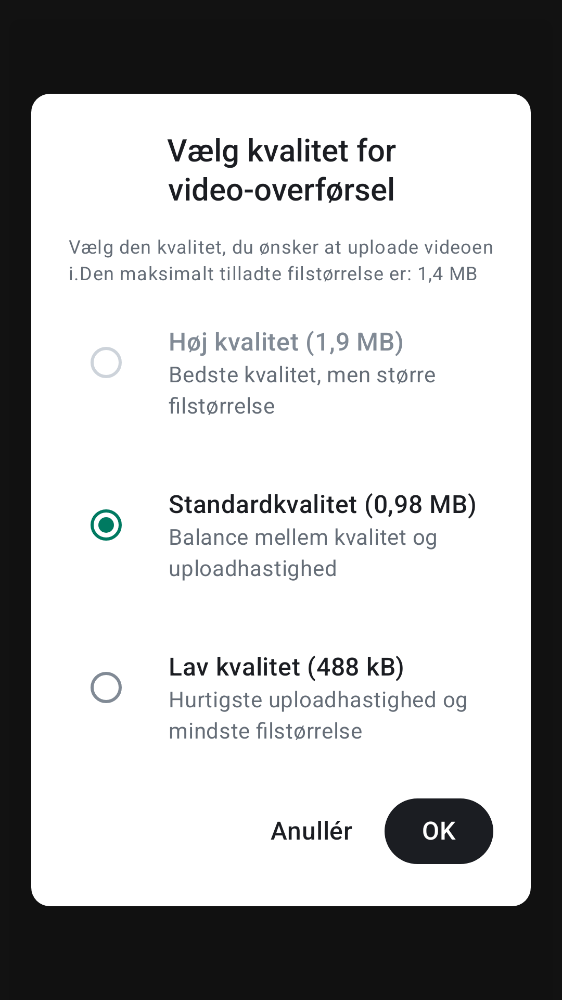 Vælg kvalitet for
video-overførsel
Vælg den kvalitet, du ønsker at uploade videoen
i.Den maksimalt tilladte filstørrelse er: 1,4 MB
Høj kvalitet (1,9 MB)
Bedste kvalitet, men større
filstørrelse
Standardkvalitet (0,98 MB)
Balance mellem kvalitet og
uploadhastighed
Lav kvalitet (488 kB)
Hurtigste uploadhastighed og
mindste filstørrelse
Anullér
OK